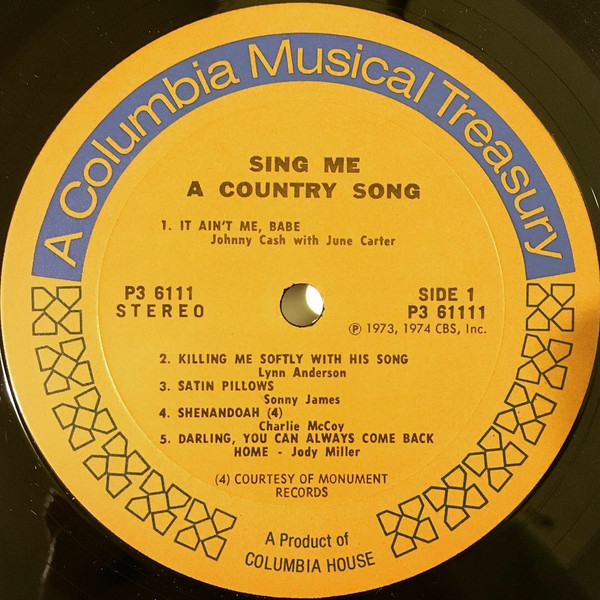 A Columbia Musical Treasury
SING ME
A COUNTRY SONG
1. IT AIN'T ME, BABE
Johnny Cash with June Carter
P3 6111
STEREO
SIDE 1
P3 61111
Ⓟ 1973, 1974 CBS, Inc.
2. KILLING ME SOFTLY WITH HIS SONG
Lynn Anderson
3. SATIN PILLOWS
Sonny James
4. SHENANDOAH (4)
Charlie McCoy
5. DARLING, YOU CAN ALWAYS COME BACK
HOME - Jody Miller
(4) COURTESY OF MONUMENT
RECORDS
A Product of
COLUMBIA HOUSE